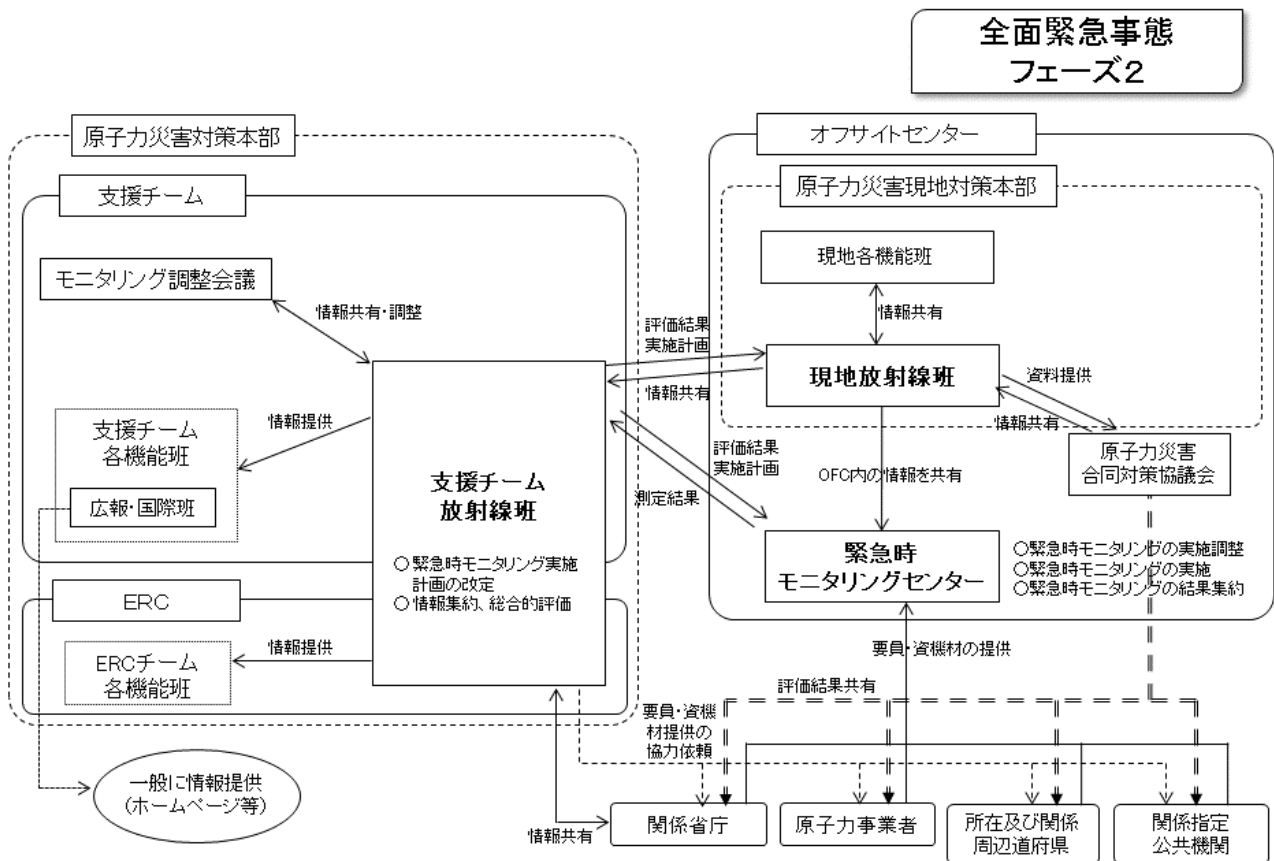 全面緊急事態
フェーズ2
原子力災害対策本部
オフサイトセンター
支援チーム
原子力災害現地対策本部
モニタリング調整会議
情報共有・調整
現地各機能班
情報共有
評価結果
実施計画
現地放射線班
情報共有
資料提供
情報共有
支援チーム
各機能班
広報・国際班
情報提供
支援チーム
放射線班
○緊急時モニタリング実施
計画の改定
○情報集約、総合的評価
評価結果
実施計画
測定結果
OFC内の情報を共有
原子力災害
合同対策協議会
緊急時
モニタリングセンター
○緊急時モニタリングの実施調整
○緊急時モニタリングの実施
○緊急時モニタリングの結果集約
ERC
ERCチーム
各機能班
情報提供
要員・資機材の提供
評価結果共有
要員・資機
材提供の
協力依頼
一般に情報提供
(ホームページ等)
情報共有
関係省庁
原子力事業者
所在及び関係
周辺道府県
関係指定
公共機関